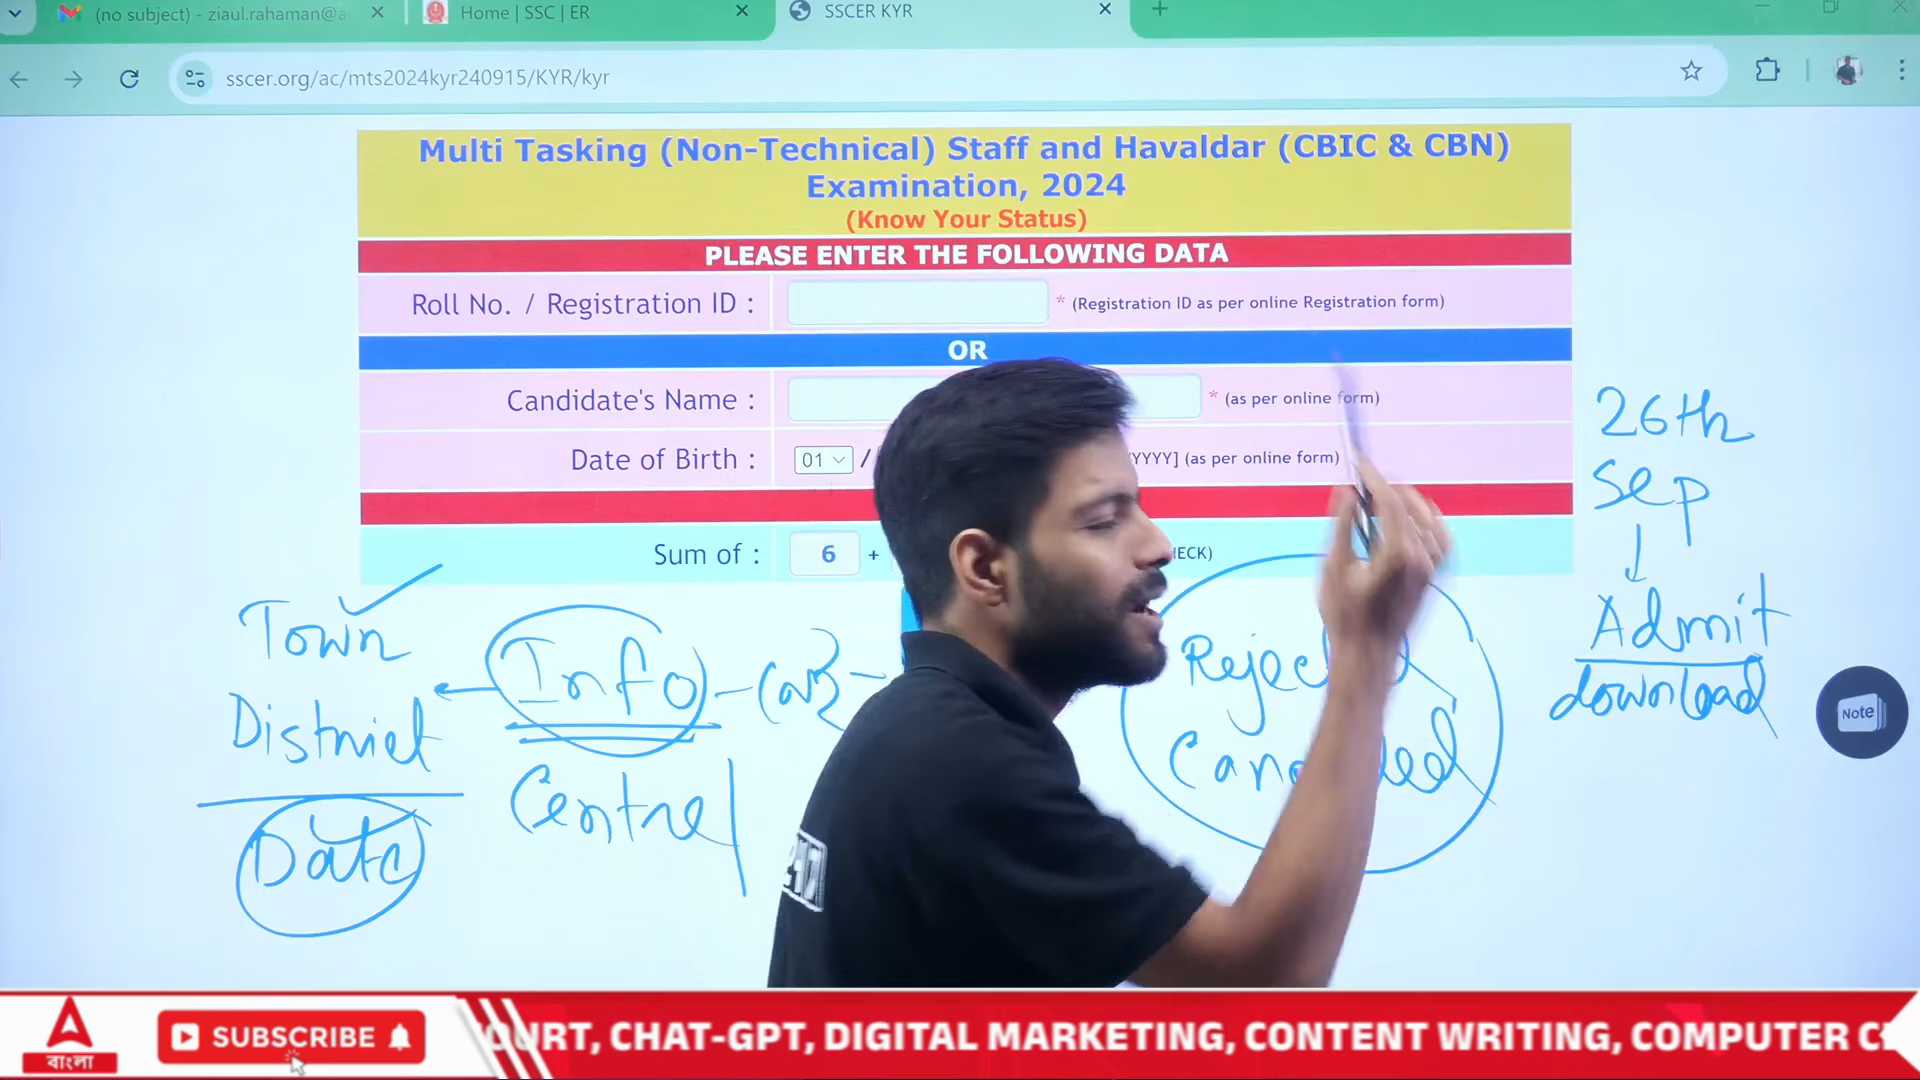 (no subject) - ziaul.rahaman@a
Home | SSC | ER
SSCER KYR
sscer.org/ac/mts2024kyr240915/KYR/kyr
Multi Tasking (Non-Technical) Staff and Havaldar (CBIC & CBN)
Examination, 2024
(Know Your Status)
PLEASE ENTER THE FOLLOWING DATA
Roll No. / Registration ID :
* (Registration ID as per online Registration form)
OR
Candidate's Name :
* (as per online form)
Date of Birth :
01 /
YYYY] (as per online form)
Sum of :
6 +
ECK)
26th
Sep
Admit
download
Town
District
Date
Info
Centre
Note
বাংলা
SUBSCRIBE
OURT, CHAT-GPT, DIGITAL MARKETING, CONTENT WRITING, COMPUTER C